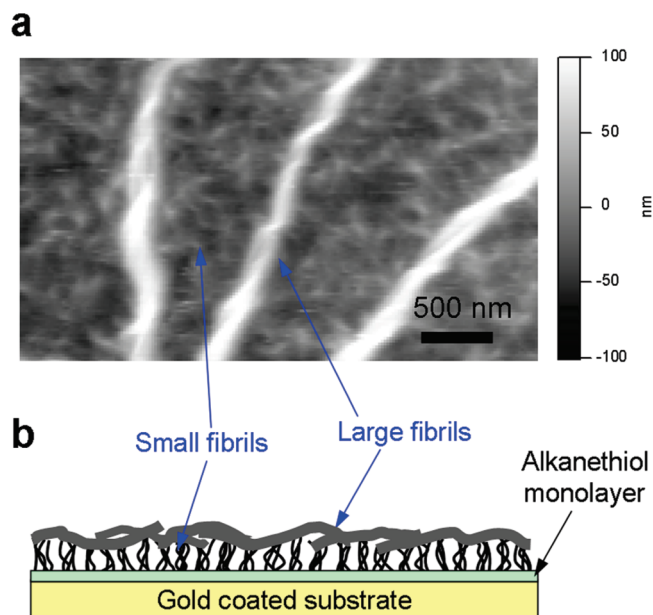 a
100
50
0
-50
-100
nm
500 nm
b
Small fibrils
Large fibrils
Alkanethiol
monolayer
Gold coated substrate